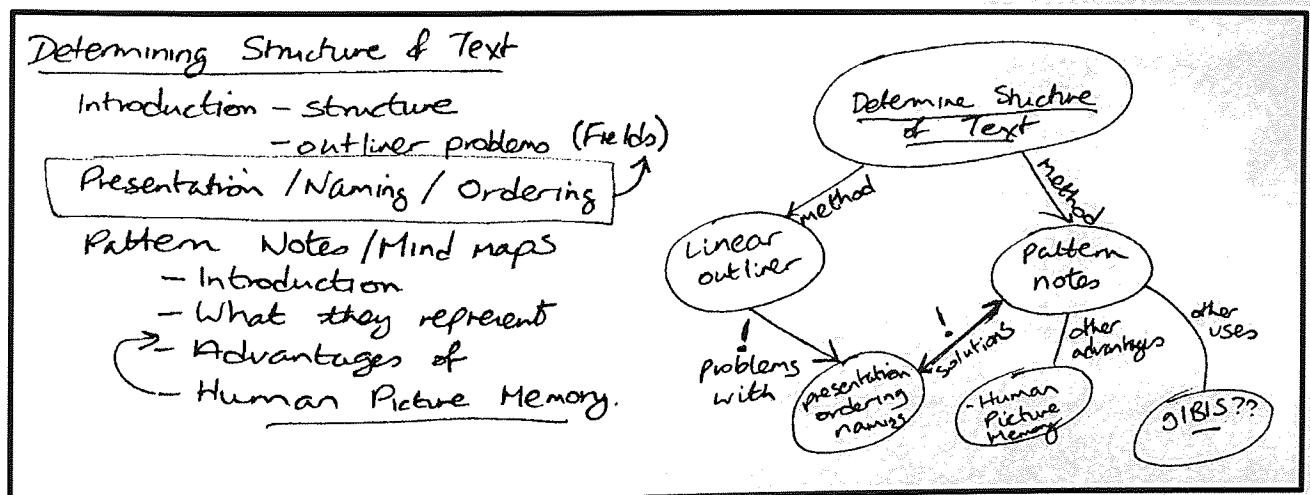 Determining Structure of Text
Introduction - structure
- outliner problems (Fields)
Presentation / Naming / Ordering
Pattern Notes / Mind maps
- Introduction
- What they represent
- Advantages of
- Human Picture Memory.
Determine Structure
of Text
method
method
Linear
outliner
Pattern
notes
!
problems
with
!
solutions
other
advantages
other
uses
presentation
ordering
naming
- Human
Picture
Memory
gIBIS??